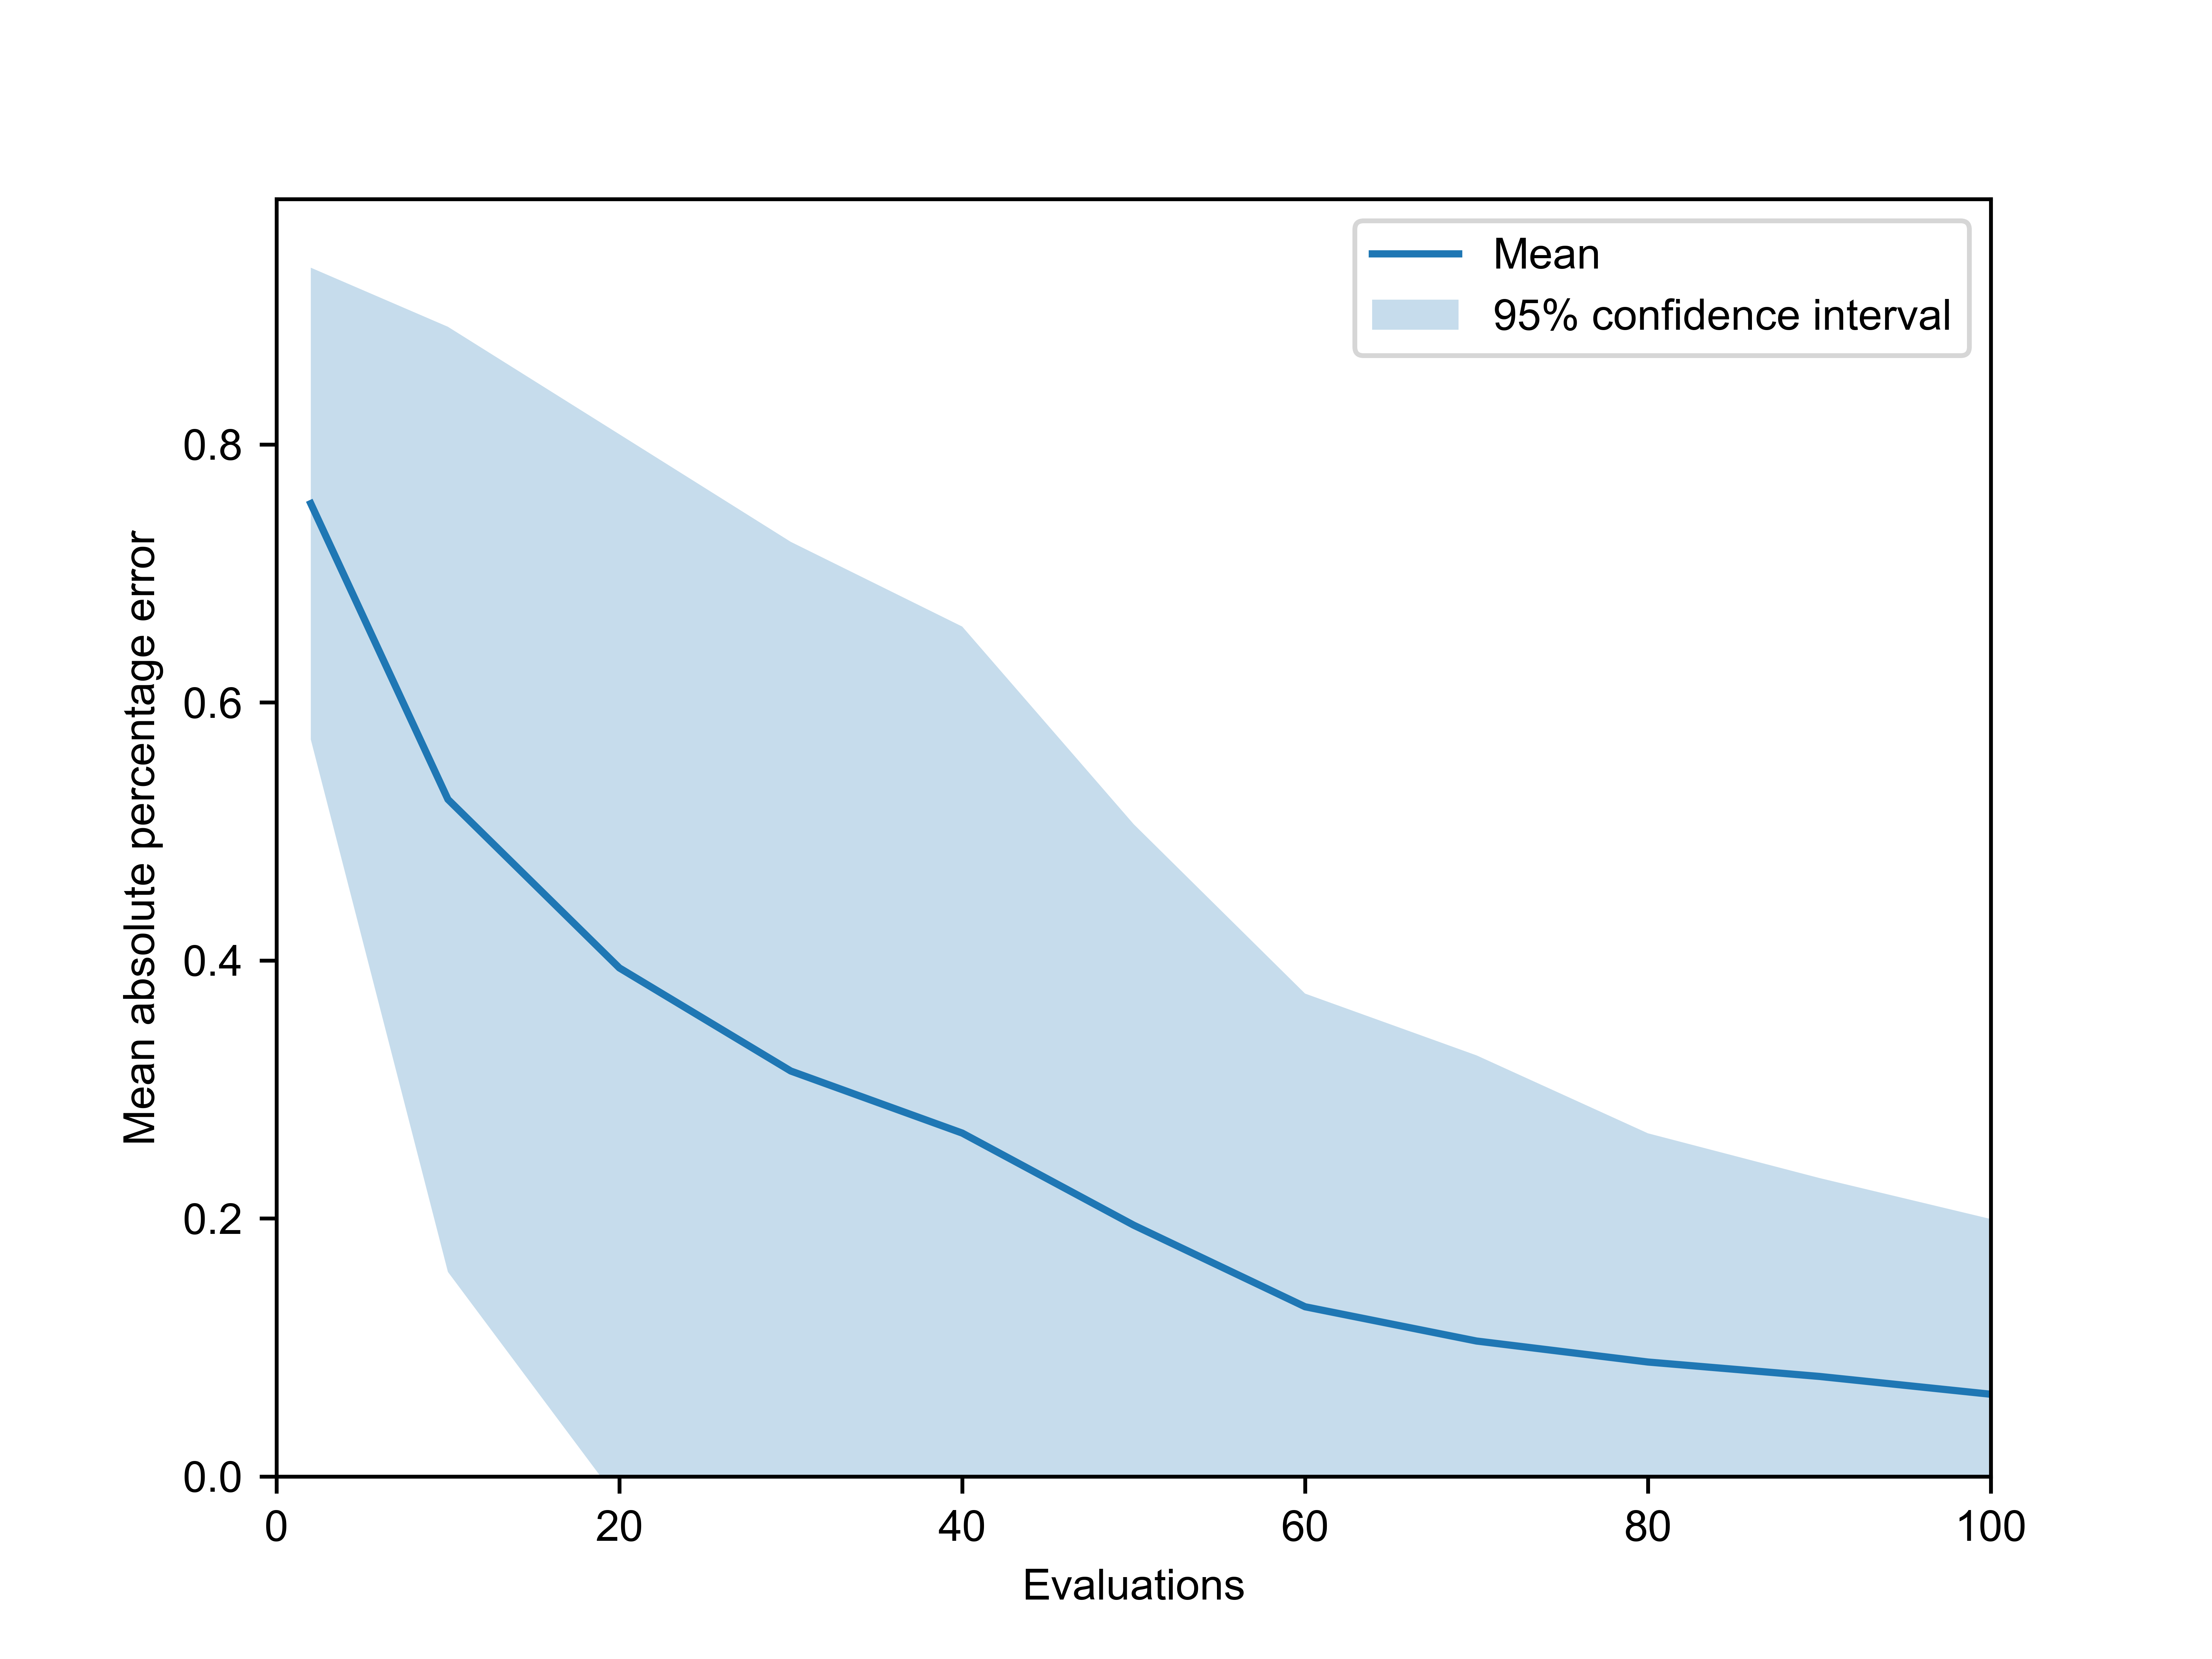 Mean
95% confidence interval
Mean absolute percentage error
0.8
0.6
0.4
0.2
0.0
0
20
40
60
80
100
Evaluations